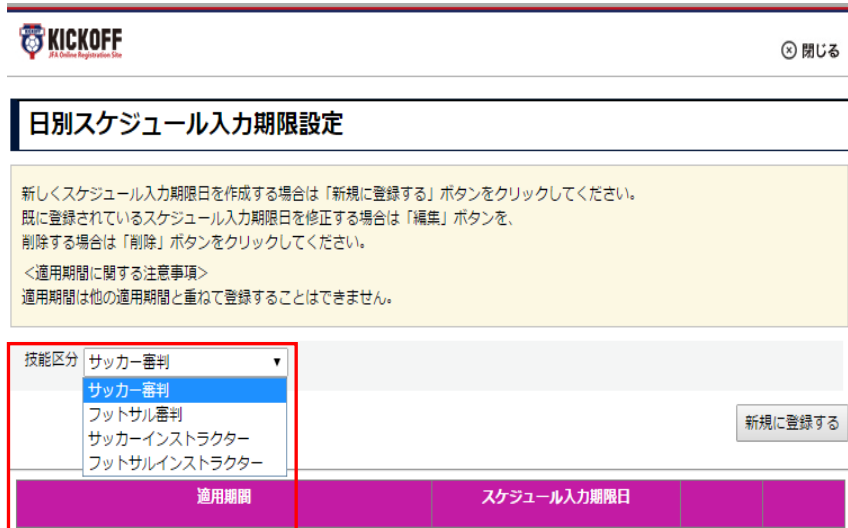 KICKOFF
JFA Online Registration Site
閉じる
日別スケジュール入力期限設定
新しくスケジュール入力期限日を作成する場合は「新規に登録する」ボタンをクリックしてください。
既に登録されているスケジュール入力期限日を修正する場合は「編集」ボタンを、
削除する場合は「削除」ボタンをクリックしてください。
＜適用期間に関する注意事項＞
適用期間は他の適用期間と重ねて登録することはできません。
技能区分 サッカー審判
サッカー審判
フットサル審判
サッカーインストラクター
フットサルインストラクター
新規に登録する
適用期間 スケジュール入力期限日